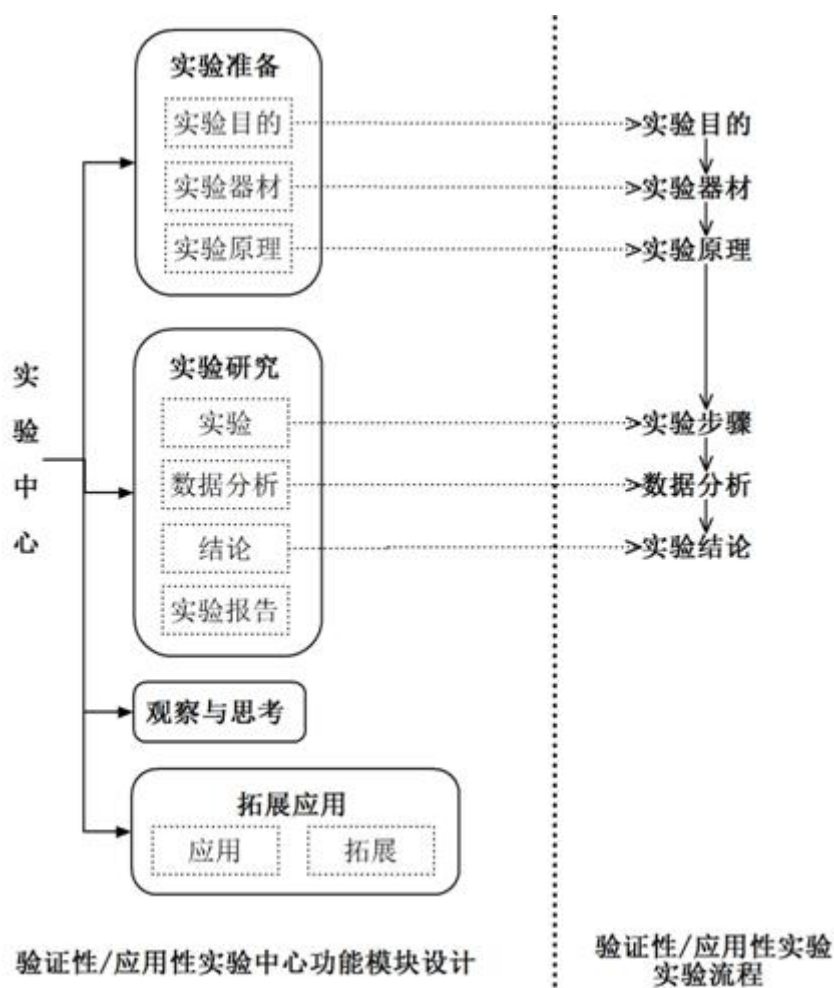 实验准备
实验目的
>实验目的
实验器材
>实验器材
实验原理
>实验原理
实验中心
实验研究
实验
>实验步骤
数据分析
>数据分析
结论
>实验结论
实验报告
观察与思考
拓展应用
应用
拓展
验证性/应用性实验中心功能模块设计
验证性/应用性实验
实验流程